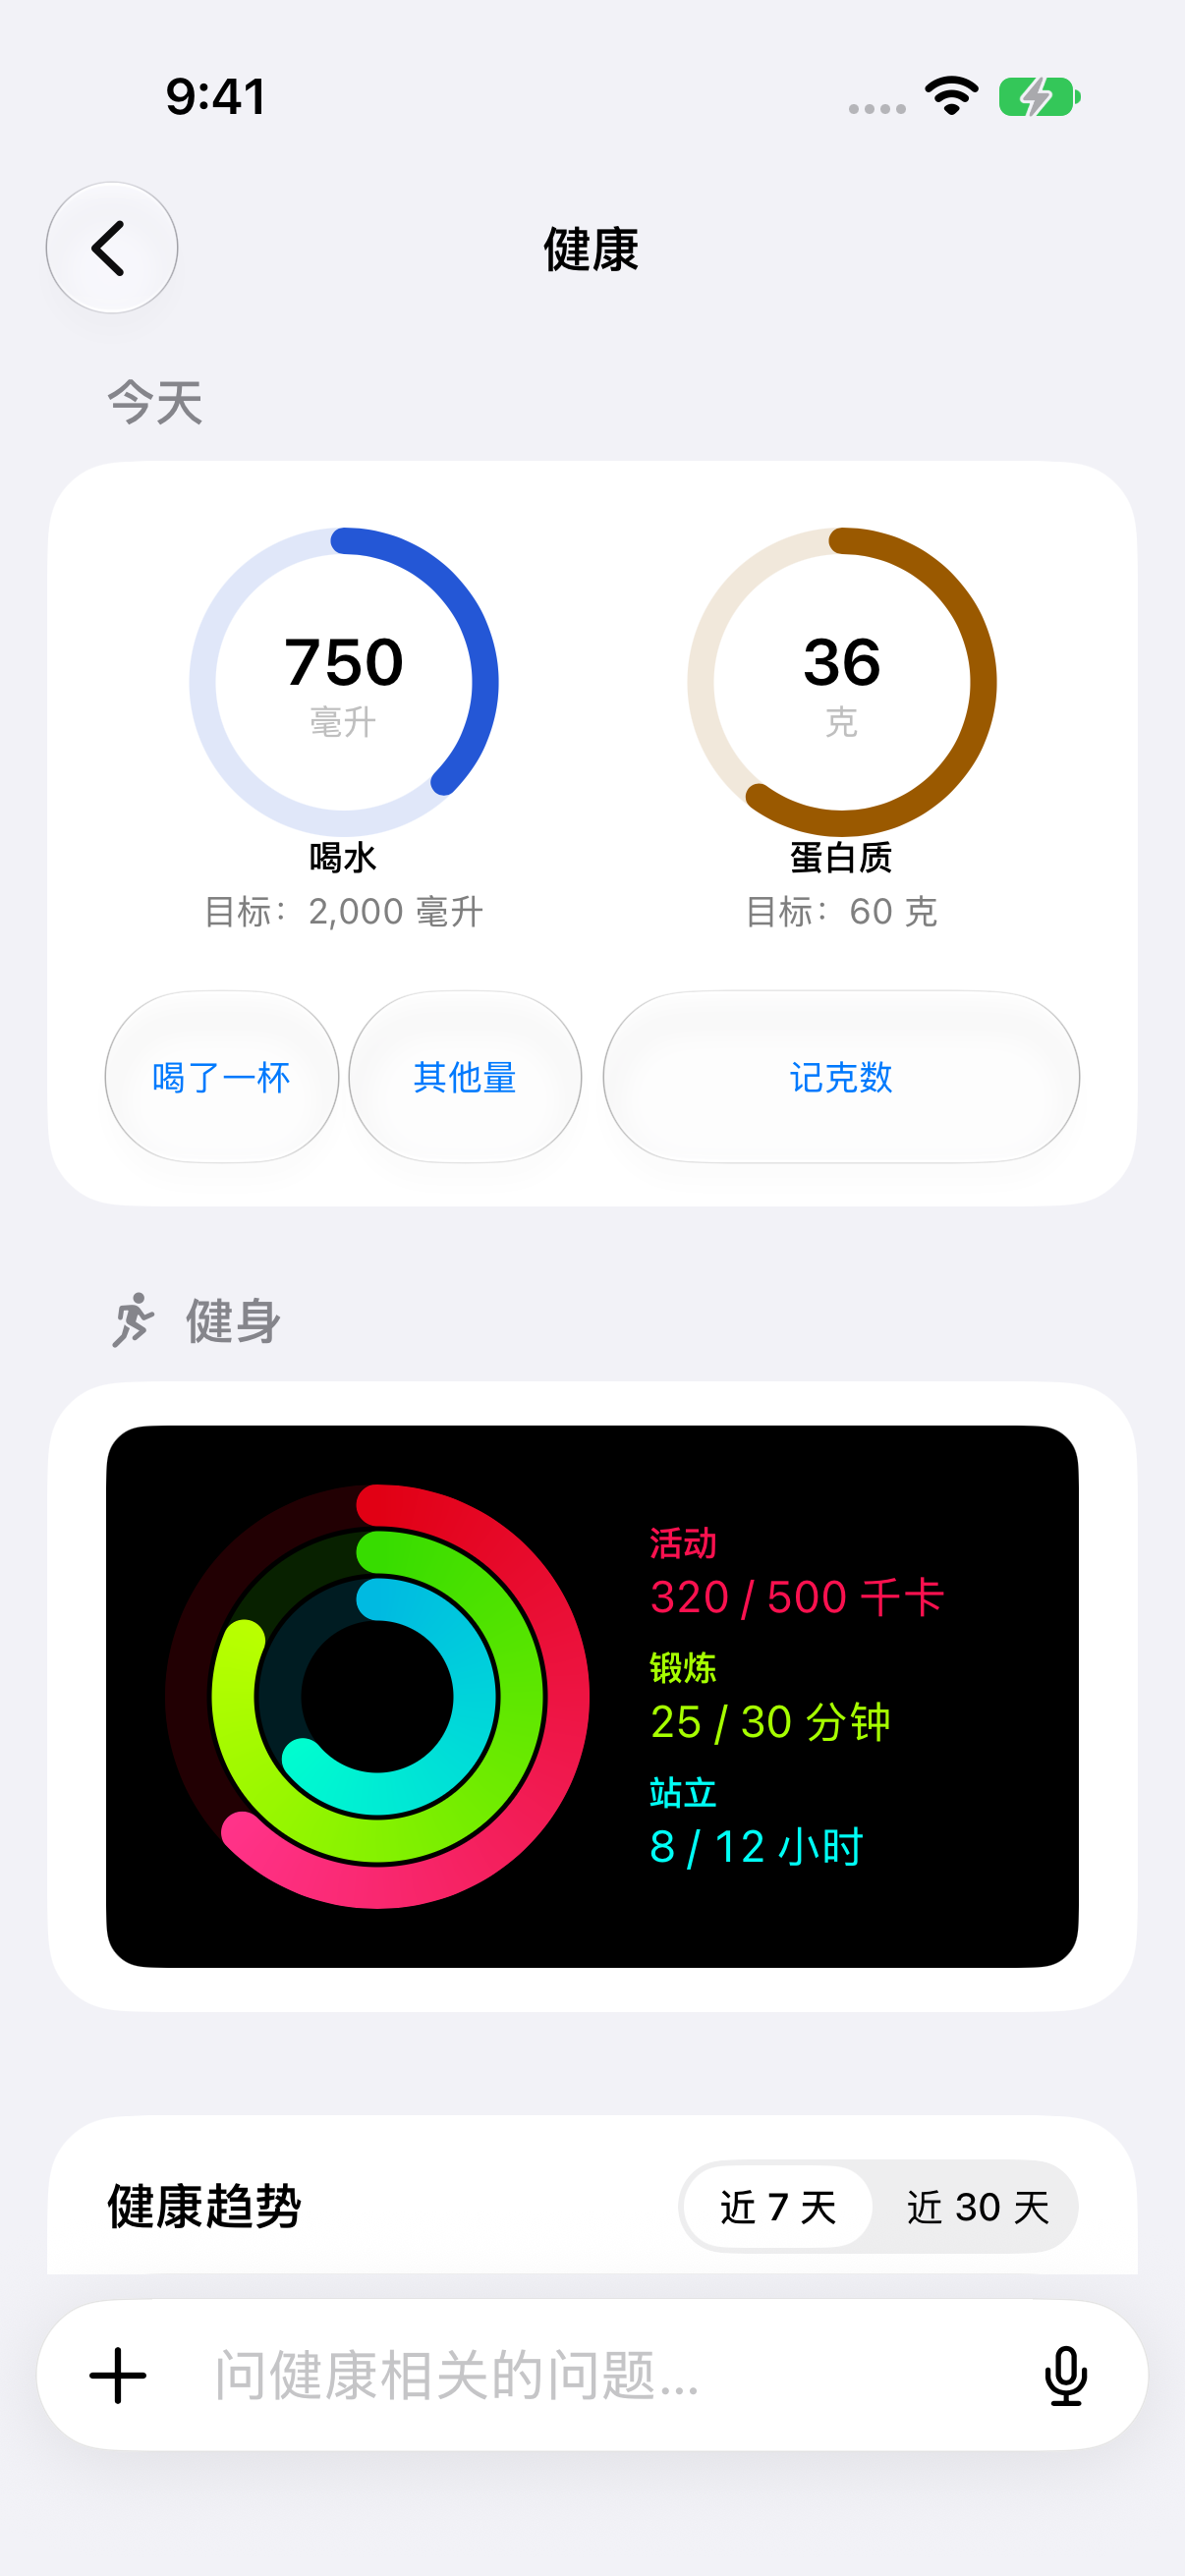 9:41
健康
今天
750
毫升
喝水
目标：2,000 毫升
36
克
蛋白质
目标：60 克
喝了一杯
其他量
记克数
健身
活动
320 / 500 千卡
锻炼
25 / 30 分钟
站立
8 / 12 小时
健康趋势
近 7 天
近 30 天
问健康相关的问题...